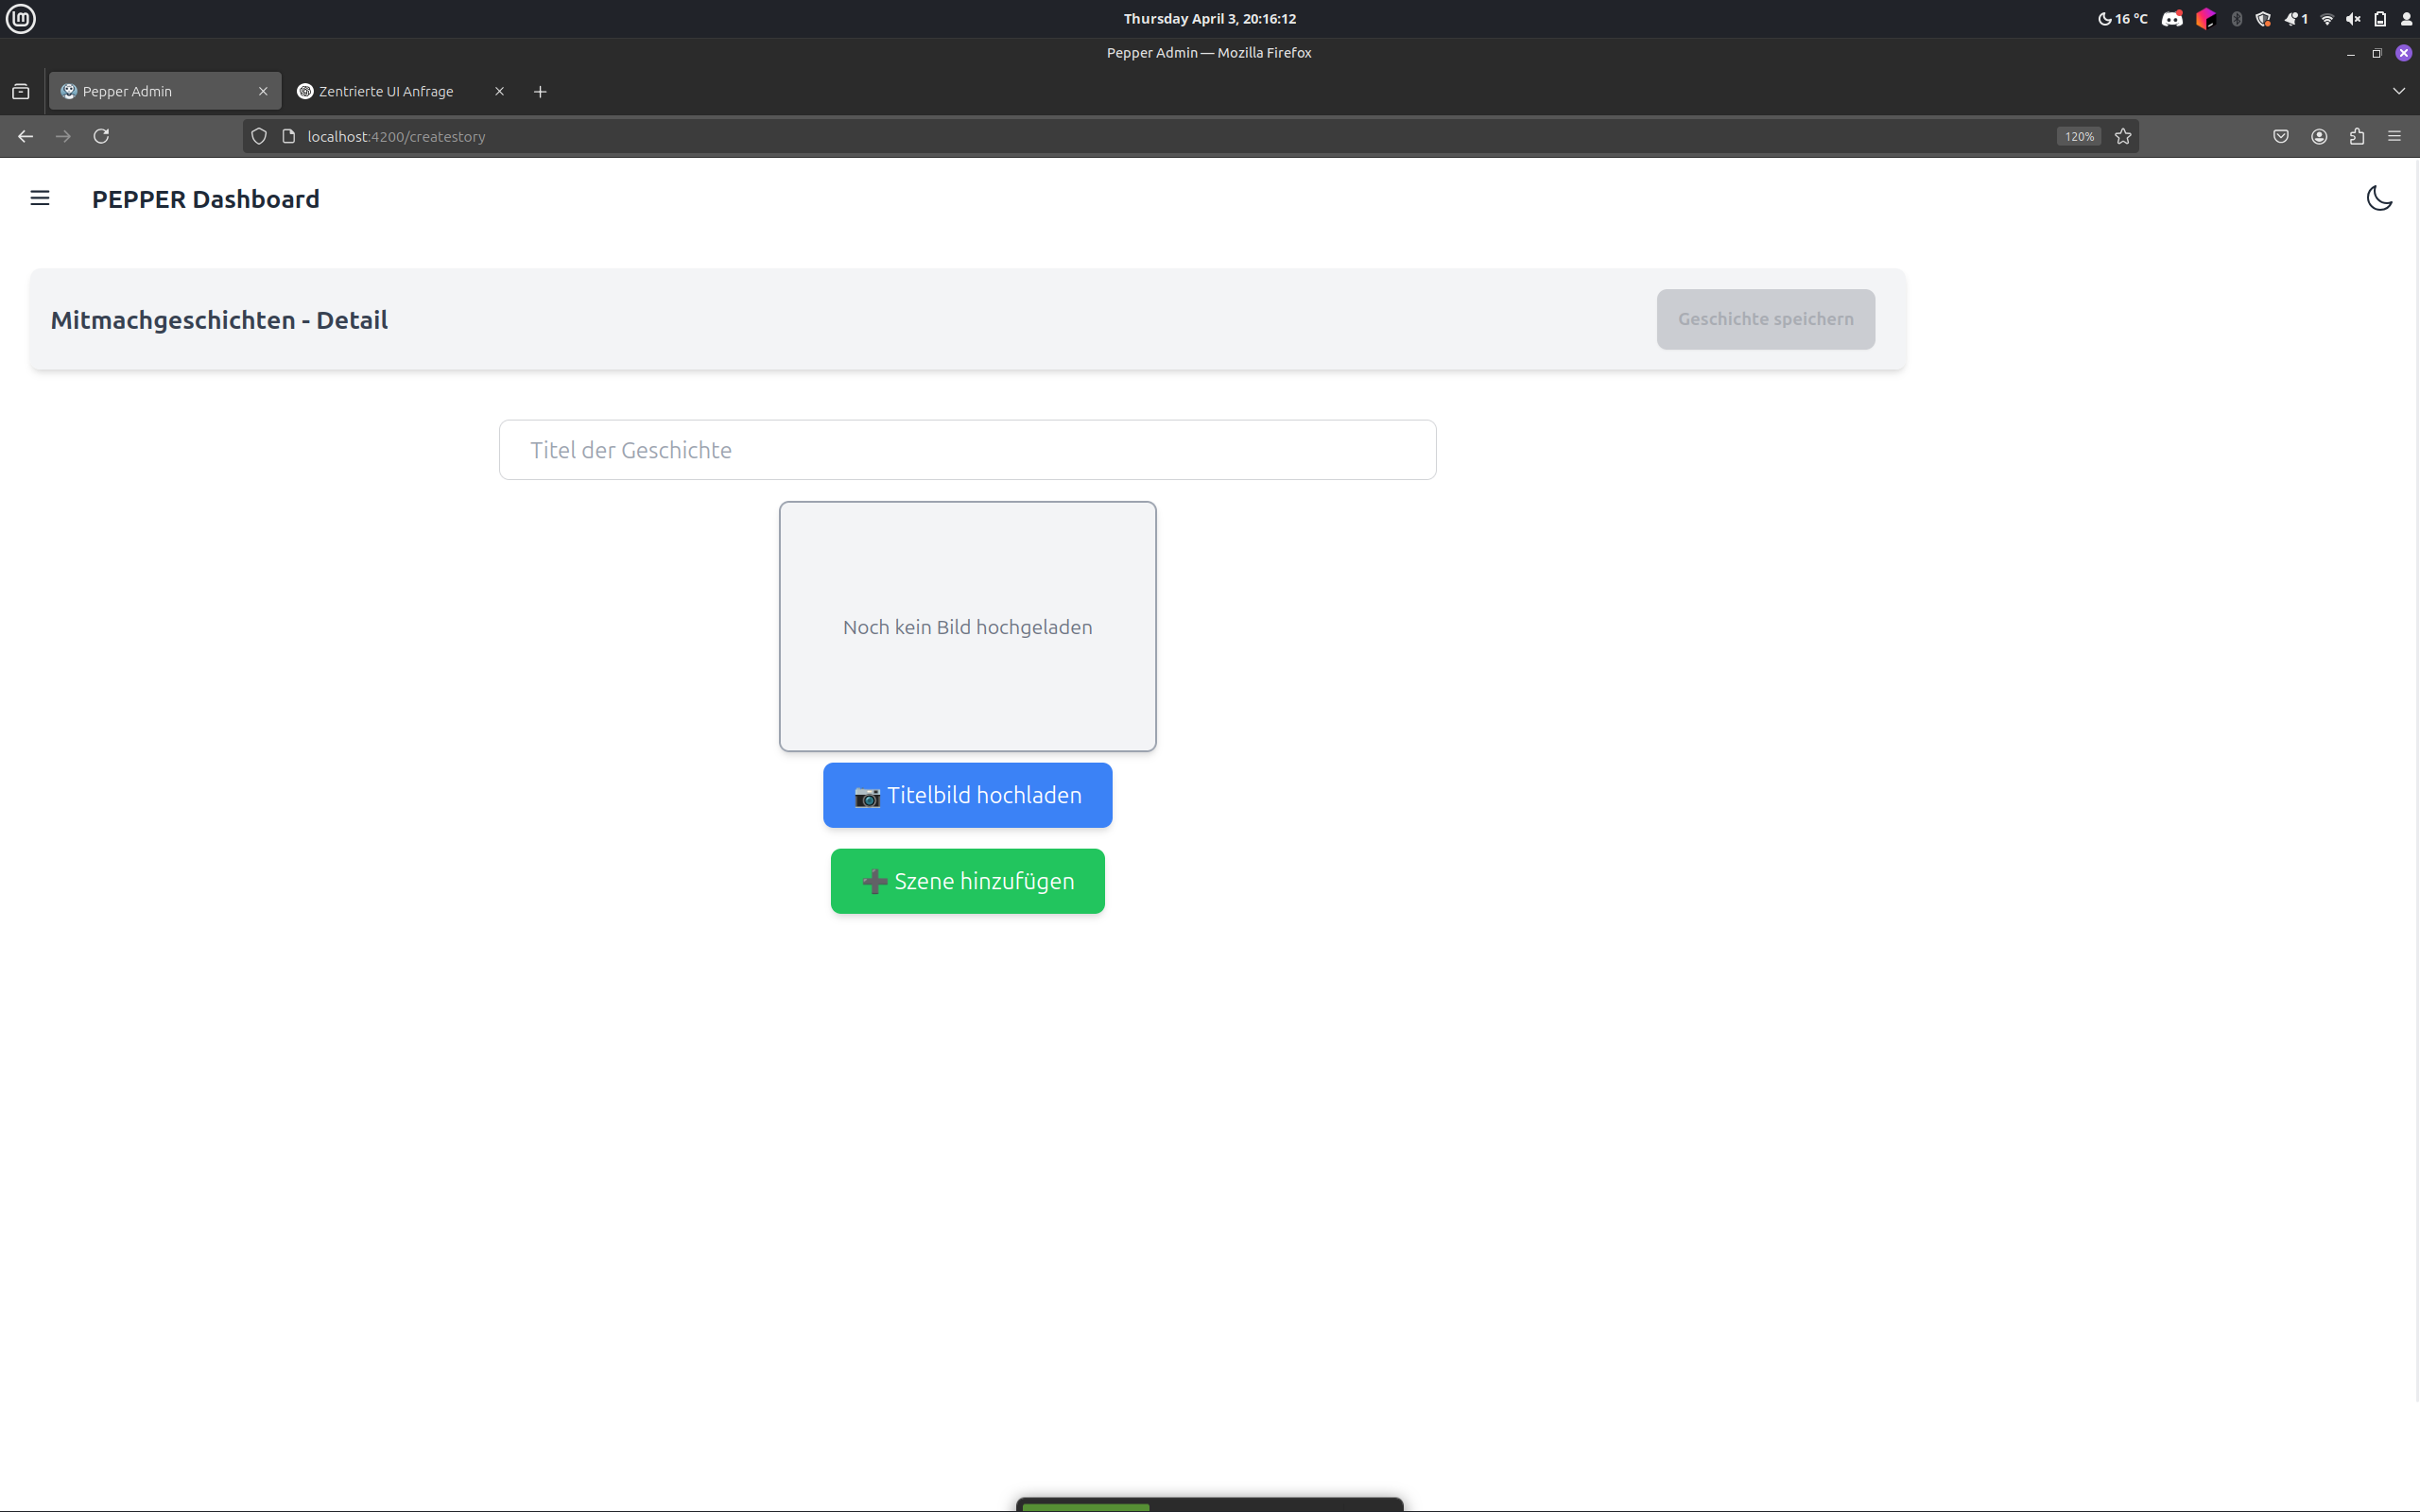 Thursday April 3, 20:16:12
16 °C
1
Pepper Admin — Mozilla Firefox
Pepper Admin
Zentrierte UI Anfrage
localhost:4200/createstory
120%
PEPPER Dashboard
Mitmachgeschichten - Detail
Geschichte speichern
Titel der Geschichte
Noch kein Bild hochgeladen
Titelbild hochladen
Szene hinzufügen